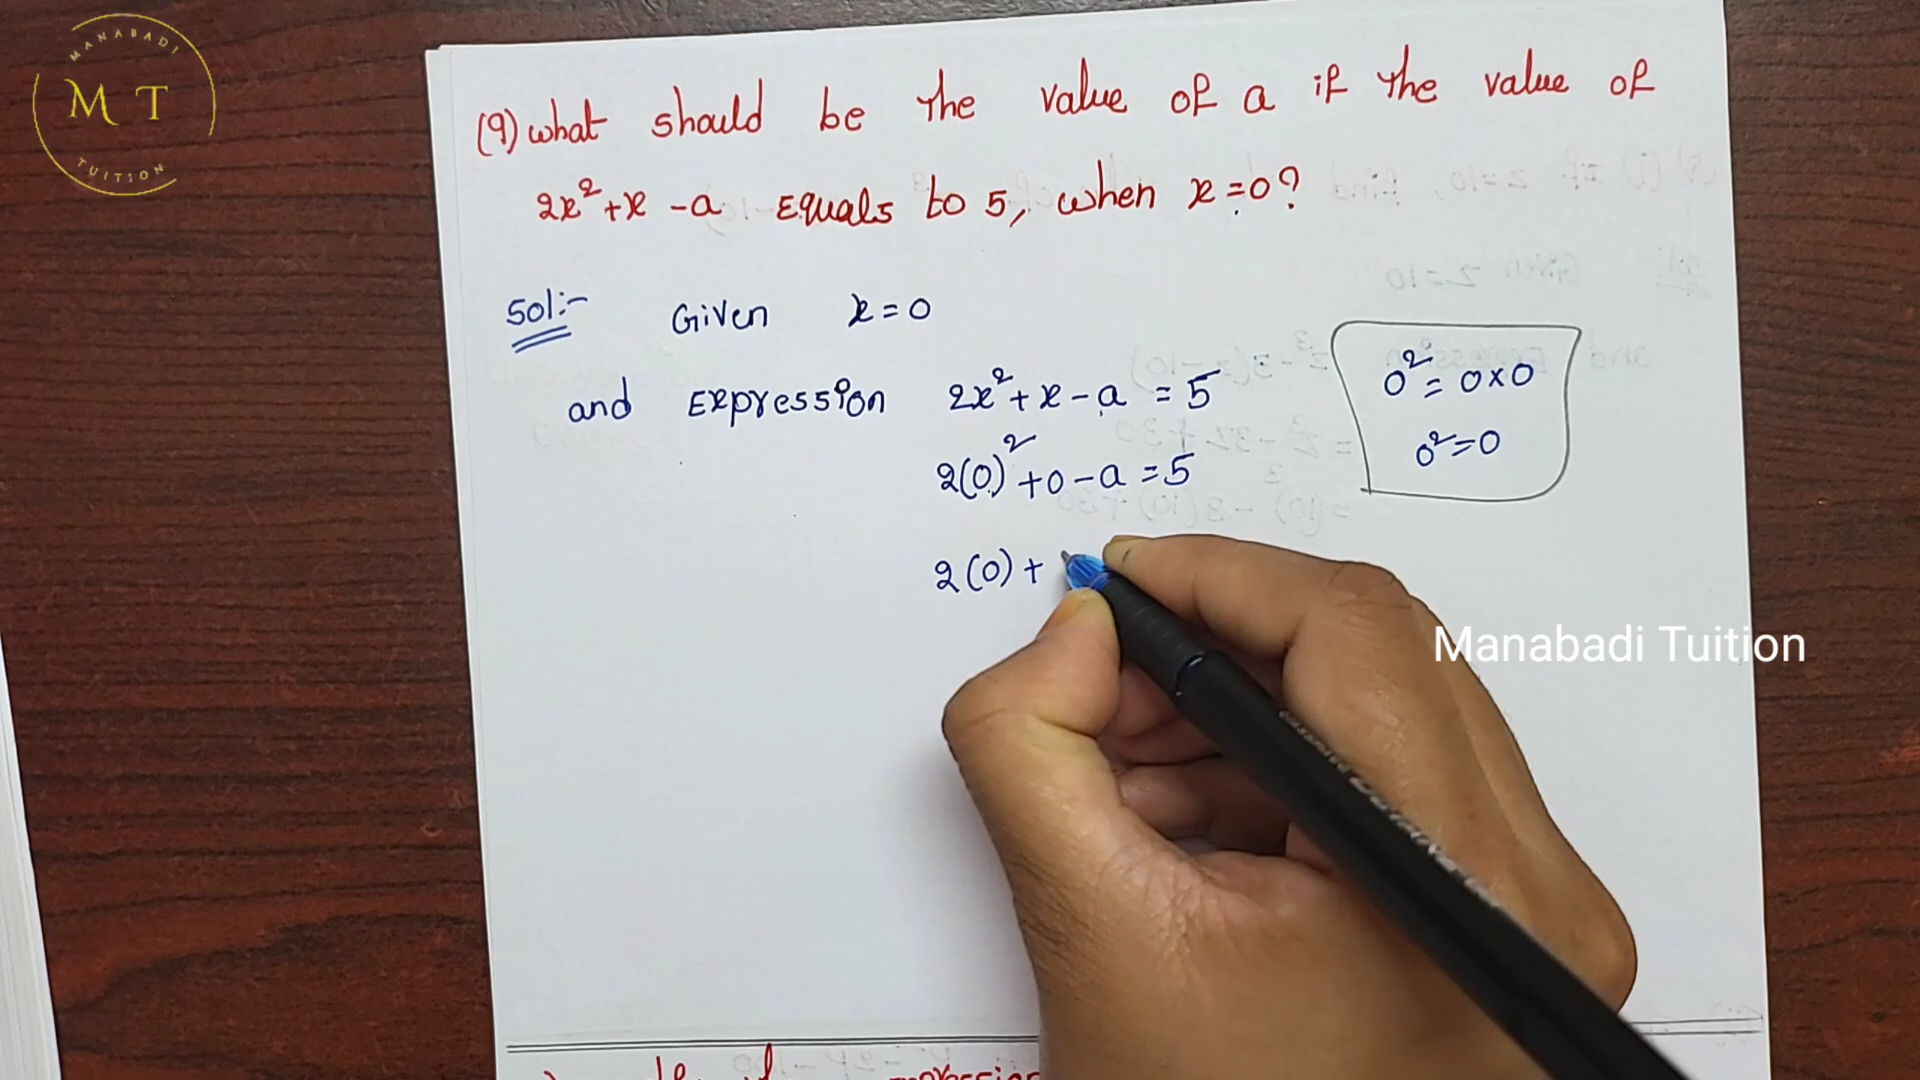 MANABADI
M T
TUITION
(9) what should be the value of a if the value of
2x²+x -a Equals to 5, when x=0?
Sol:- Given x=0
and Expression 2x²+x-a = 5
2(0)²+0-a=5
2(0)+
0²=0×0
0²=0
Manabadi Tuition